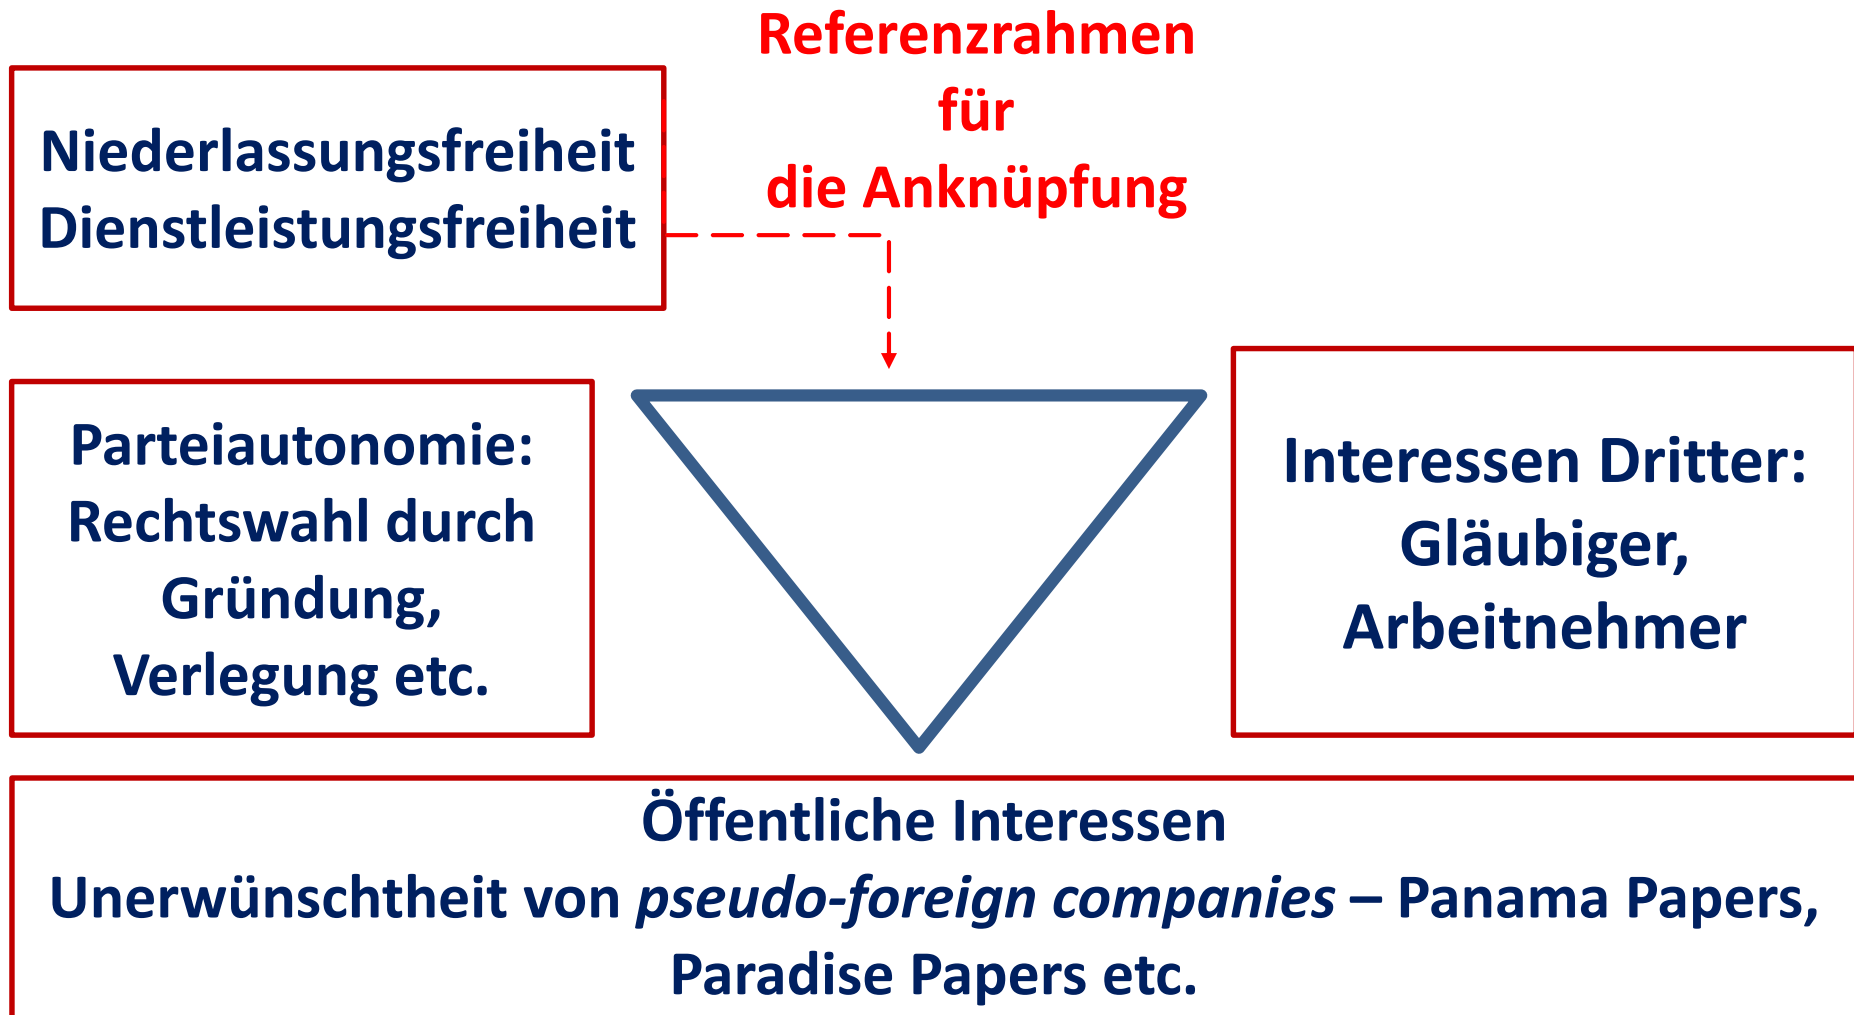 Referenzrahmen
für
die Anknüpfung
Niederlassungsfreiheit
Dienstleistungsfreiheit
Parteiautonomie:
Rechtswahl durch
Gründung,
Verlegung etc.
Interessen Dritter:
Gläubiger,
Arbeitnehmer
Öffentliche Interessen
Unerwünschtheit von pseudo-foreign companies – Panama Papers,
Paradise Papers etc.